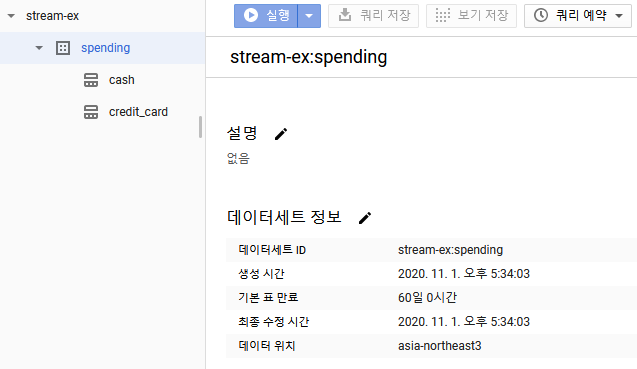 stream-ex
spending
cash
credit_card
실행
쿼리 저장
보기 저장
쿼리 예약
stream-ex:spending
설명
없음
데이터세트 정보
데이터세트 ID stream-ex:spending
생성 시간 2020. 11. 1. 오후 5:34:03
기본 표 만료 60일 0시간
최종 수정 시간 2020. 11. 1. 오후 5:34:03
데이터 위치 asia-northeast3